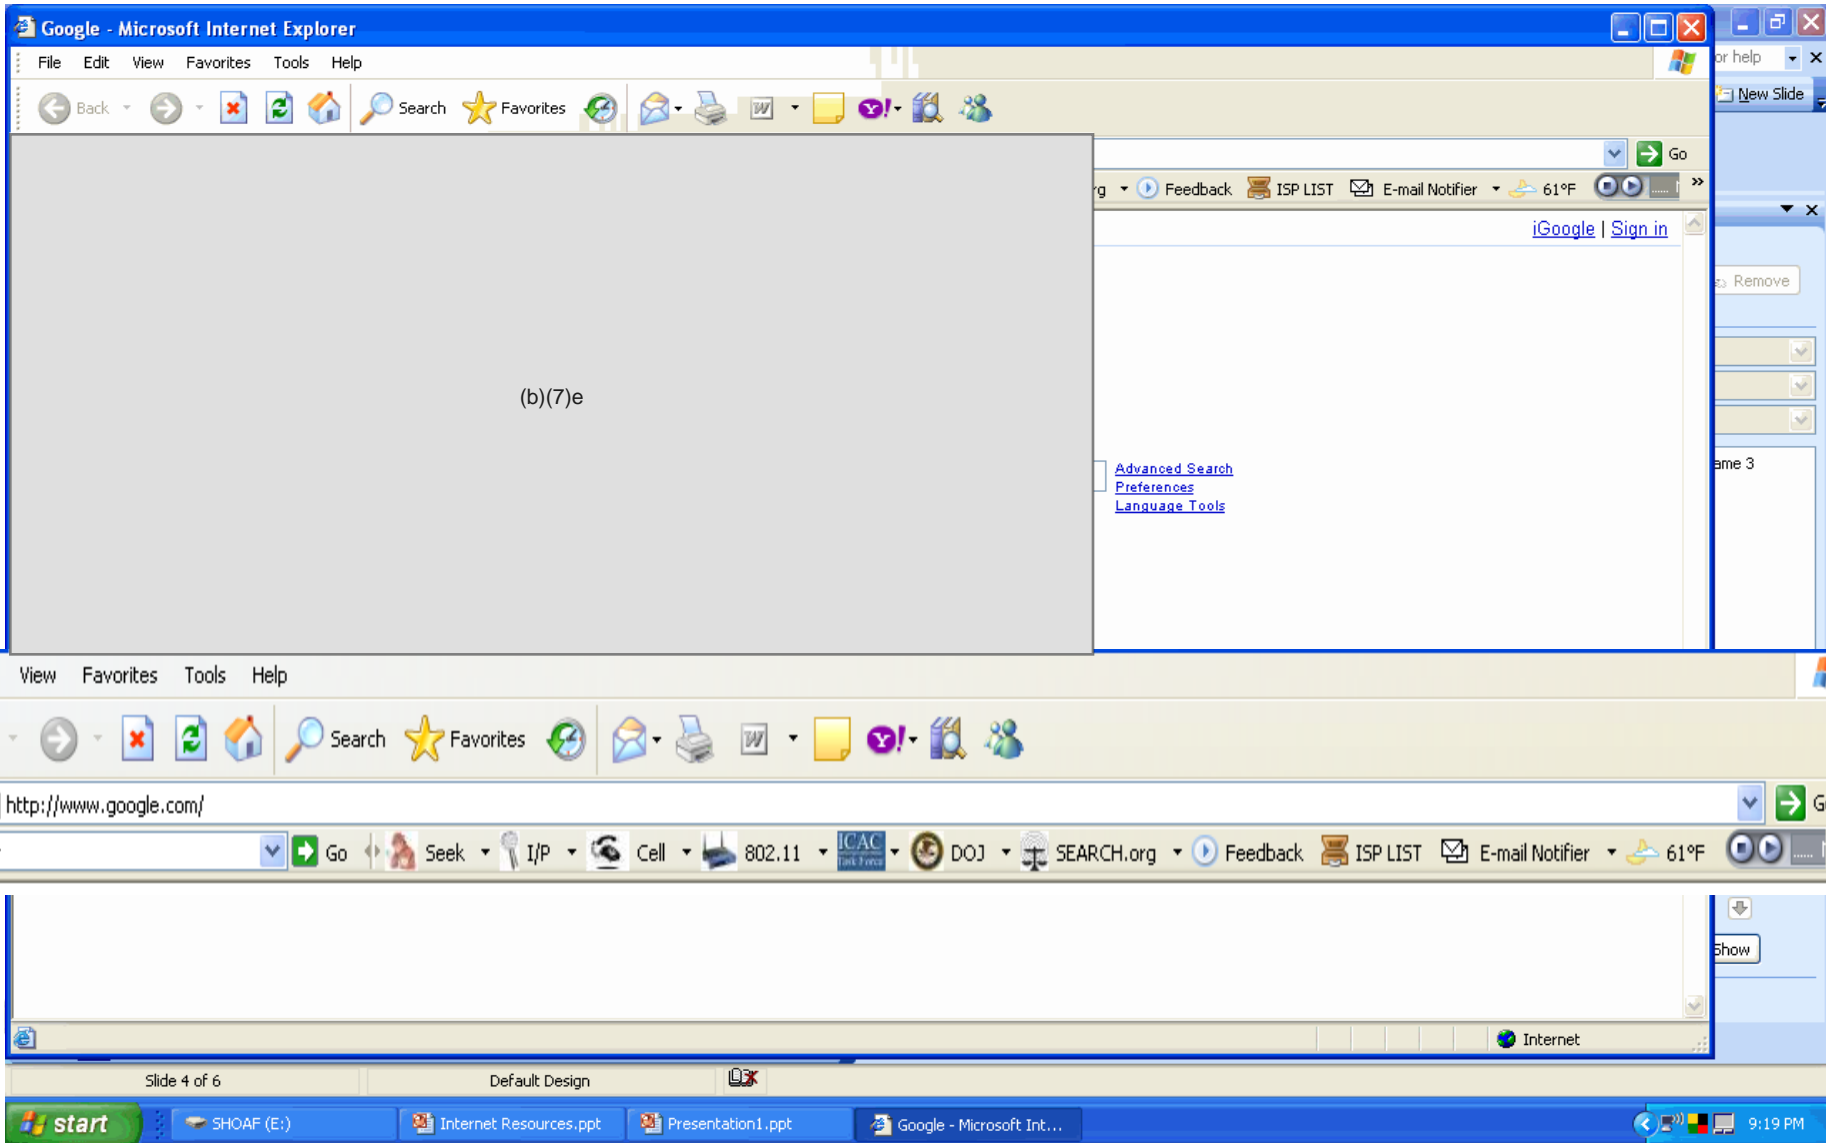 Google - Microsoft Internet Explorer
File Edit View Favorites Tools Help
or help
Back Search Favorites
New Slide
Go
rg Feedback ISP LIST E-mail Notifier 61°F
iGoogle | Sign in
Remove
(b)(7)e
ame 3
Advanced Search
Preferences
Language Tools
View Favorites Tools Help
Search Favorites
http://www.google.com/
Go Seek I/P Cell 802.11 ICAC Task Force DOJ SEARCH.org Feedback ISP LIST E-mail Notifier 61°F
Show
Internet
Slide 4 of 6 Default Design
start SHOAF (E:) Internet Resources.ppt Presentation1.ppt Google - Microsoft Int... 9:19 PM